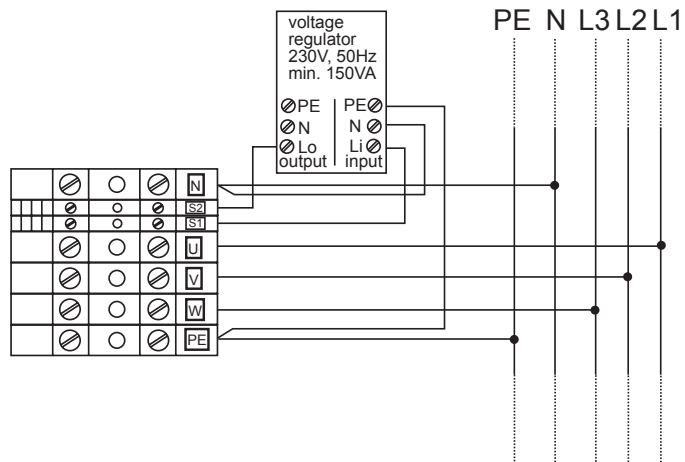 voltage
regulator
230V, 50Hz
min. 150VA
PE PE
N N
Lo Li
output input
PE N L3 L2 L1
N
S2
S1
U
V
W
PE